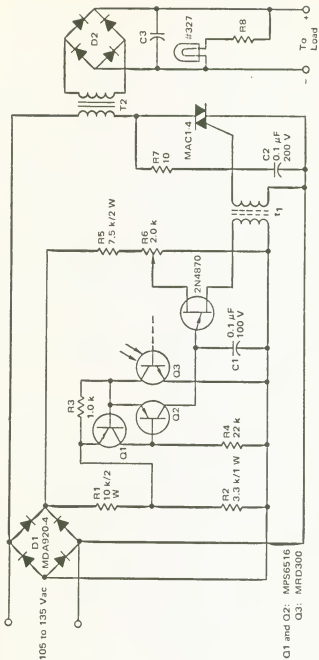 105 to 135 Vac
D1
MDA920-4
R1
10 k/2
W
R2
3.3 k/1 W
R3
1.0 k
Q1
Q2
Q3
R4
22 k
C1
0.1 µF
100 V
R5
7.5 k/2 W
R6
2.0 k
2N4870
t1
R7
10
MAC1-4
C2
0.1 µF
200 V
T2
D2
C3
#327
R8
+
To
Load
–
Q1 and Q2: MPS6516
Q3: MRD300